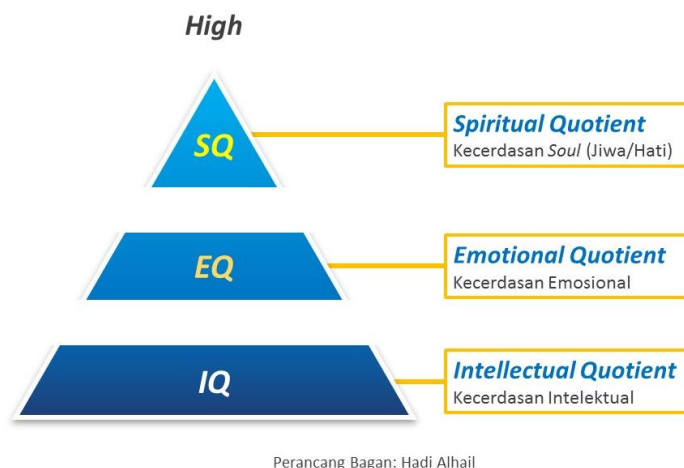 High
SQ
Spiritual Quotient
Kecerdasan Soul (Jiwa/Hati)
EQ
Emotional Quotient
Kecerdasan Emosional
IQ
Intellectual Quotient
Kecerdasan Intelektual
Perancang Bagan: Hadi Alhail